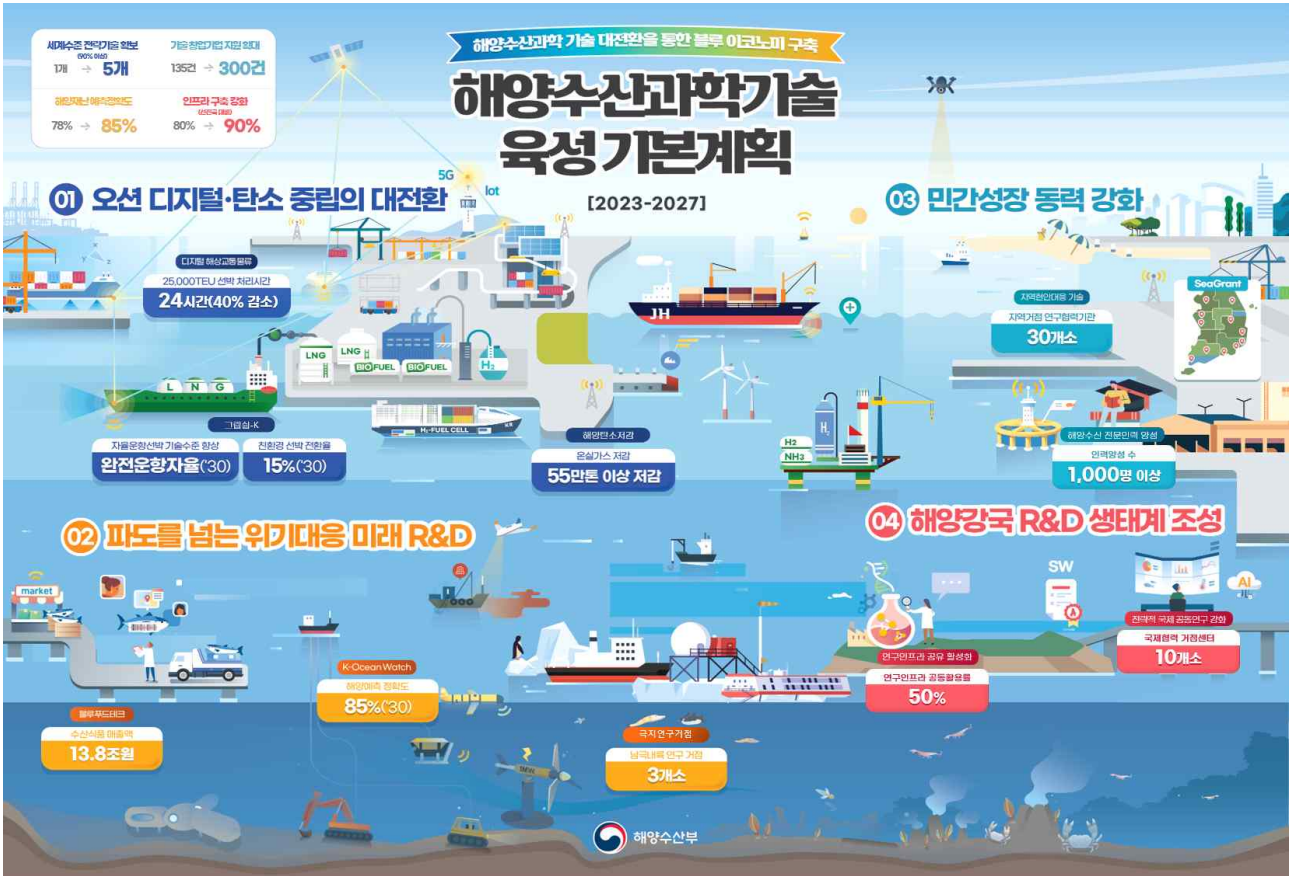 해양수산과학 기술 대전환을 통한 블루 이코노미 구축
해양수산과학기술
육성 기본계획
[2023-2027]
세계수준 전략기술 확보
(90% 이상)
1개 → 5개
기술 창업기업 지원 확대
135건 → 300건
해양재난 예측정확도
78% → 85%
인프라 구축 강화
(선진국 대비)
80% → 90%
01 오션 디지털·탄소 중립의 대전환
5G
Iot
디지털 해상교통물류
25,000TEU 선박 처리시간
24시간(40% 감소)
JH
LNG
LNG
BIOFUEL
BIOFUEL
H₂
L N G
그린쉽-K
H₂-FUEL CELL
자율운항선박 기술수준 향상
완전운항자율('30)
친환경 선박 전환율
15%('30)
해양탄소저감
온실가스 저감
55만톤 이상 저감
03 민간성장 동력 강화
지역현안대응 기술
지역거점 연구협력기관
30개소
SeaGrant
H₂
H2
NH3
해양수산 전문인력 양성
인력양성 수
1,000명 이상
02 파도를 넘는 위기대응 미래 R&D
market
블루푸드테크
수산식품 매출액
13.8조원
K-Ocean Watch
해양예측 정확도
85%('30)
극지연구거점
남극내륙 연구 거점
3개소
04 해양강국 R&D 생태계 조성
SW
A
AI
연구인프라 공유 활성화
연구인프라 공동활용률
50%
전략적 국제 공동연구 강화
국제협력 거점센터
10개소
해양수산부